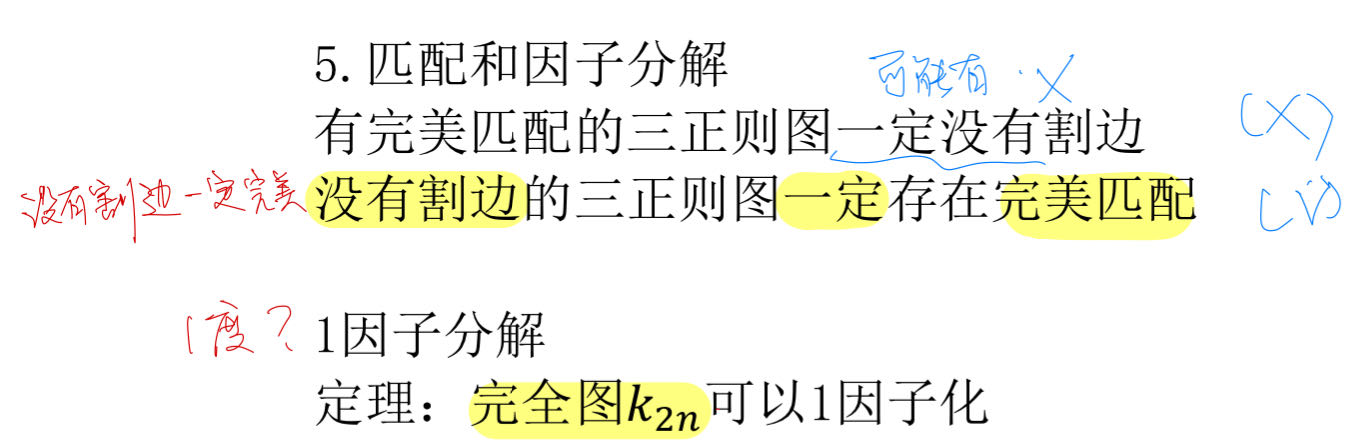 5.匹配和因子分解
可能有 . X
有完美匹配的三正则图一定没有割边 (X)
没有割边一定完美 没有割边的三正则图一定存在完美匹配 (√)
1度? 1因子分解
定理：完全图k₂ₙ可以1因子化